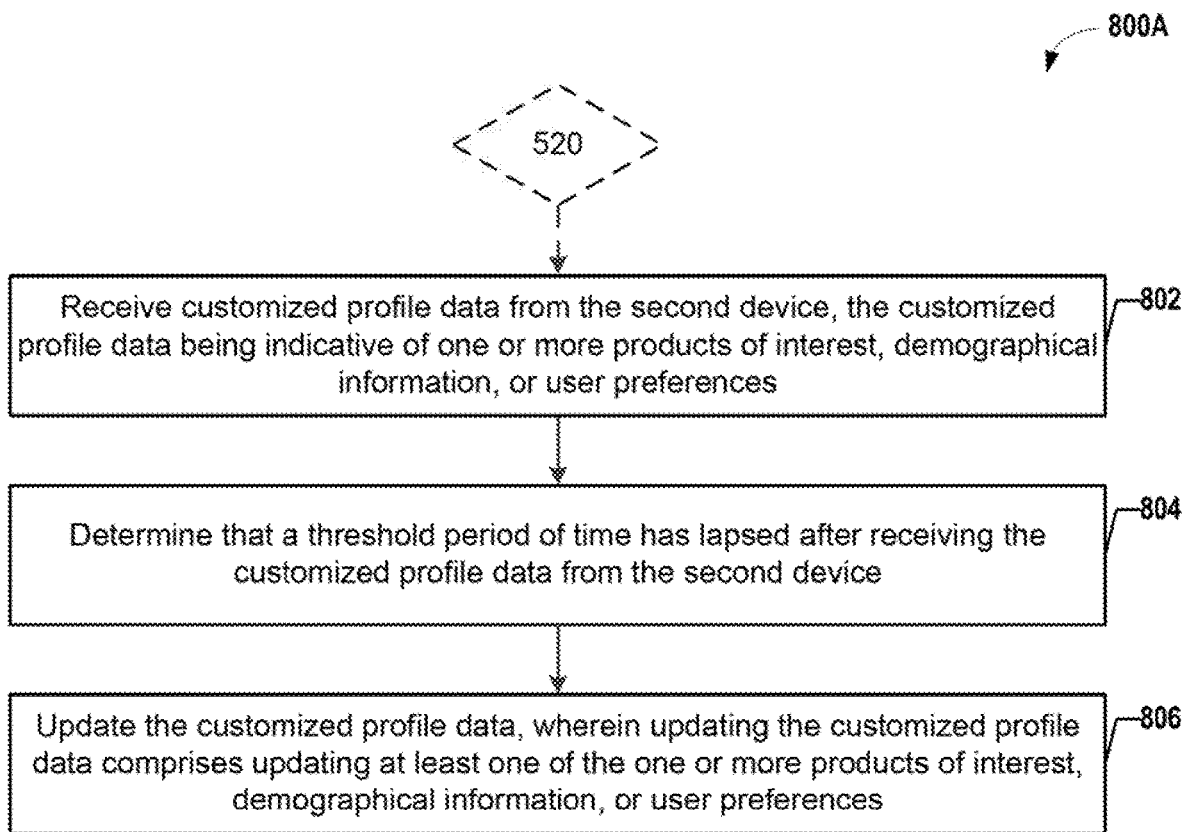 800A
520
Receive customized profile data from the second device, the customized
profile data being indicative of one or more products of interest, demographical
information, or user preferences
802
Determine that a threshold period of time has lapsed after receiving the
customized profile data from the second device
804
Update the customized profile data, wherein updating the customized profile
data comprises updating at least one of the one or more products of interest,
demographical information, or user preferences
806